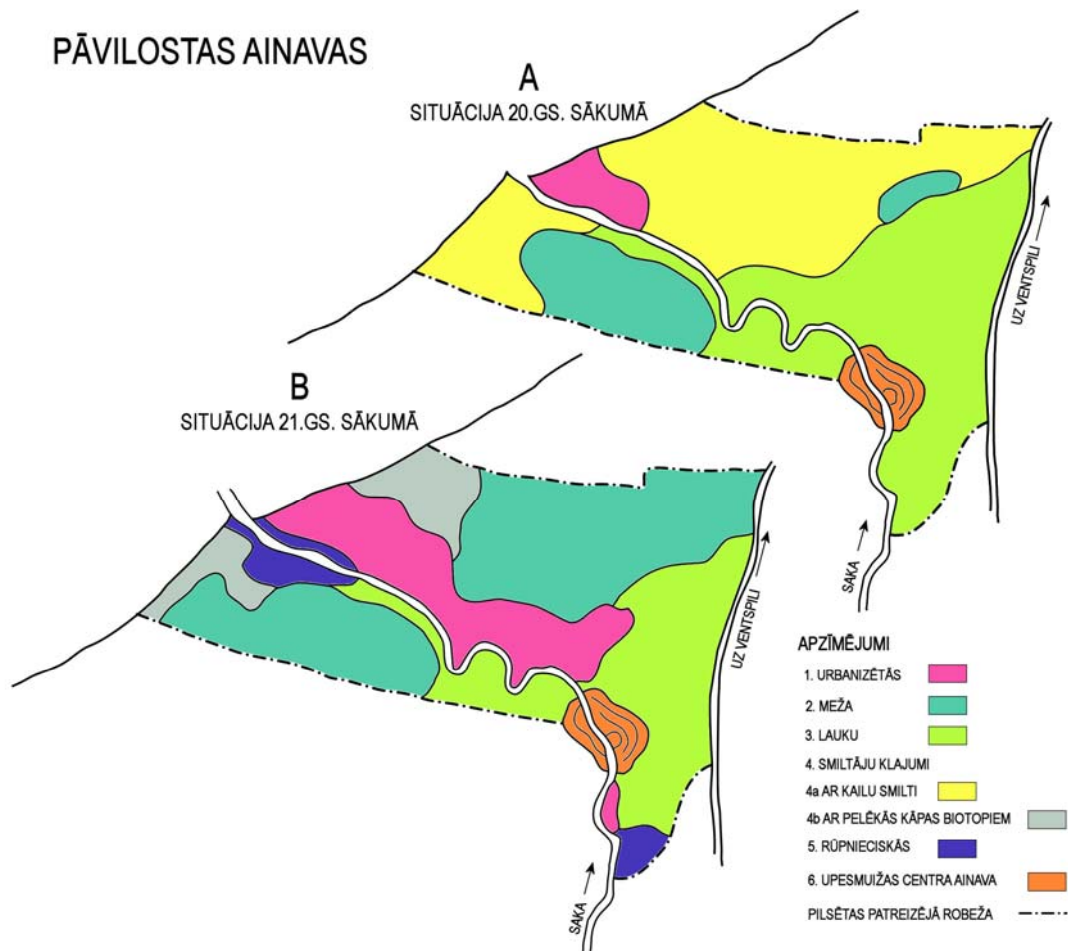 PĀVILOSTAS AINAVAS
A
SITUĀCIJA 20.GS. SĀKUMĀ
UZ VENTSPILI
SAKA
B
SITUĀCIJA 21.GS. SĀKUMĀ
UZ VENTSPILI
SAKA
APZĪMĒJUMI
1. URBANIZĒTĀS
2. MEŽA
3. LAUKU
4. SMILTĀJU KLAJUMI
4a AR KAILU SMILTI
4b AR PELĒKĀS KĀPAS BIOTOPIEM
5. RŪPNIECISKĀS
6. UPESMUIŽAS CENTRA AINAVA
PILSĒTAS PATREIZĒJĀ ROBEŽA